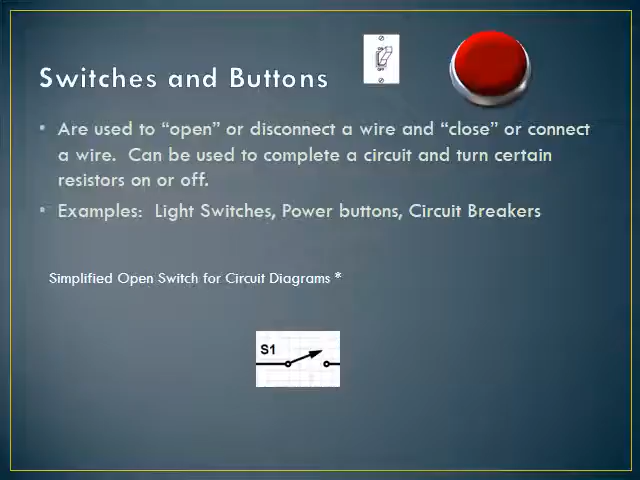 Switches and Buttons
• Are used to “open” or disconnect a wire and “close” or connect
a wire.  Can be used to complete a circuit and turn certain
resistors on or off.
• Examples:  Light Switches, Power buttons, Circuit Breakers
Simplified Open Switch for Circuit Diagrams *
S1